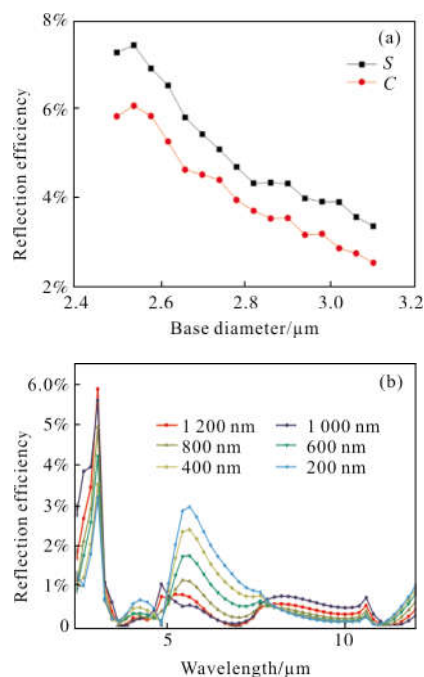 8%
(a)
S
C
6%
4%
2%
Reflection efficiency
2.4 2.6 2.8 3.0 3.2
Base diameter/μm
(b)
6.0%
5%
4%
3%
2%
1%
0
Reflection efficiency
1 200 nm 1 000 nm
800 nm 600 nm
400 nm 200 nm
5 10
Wavelength/μm